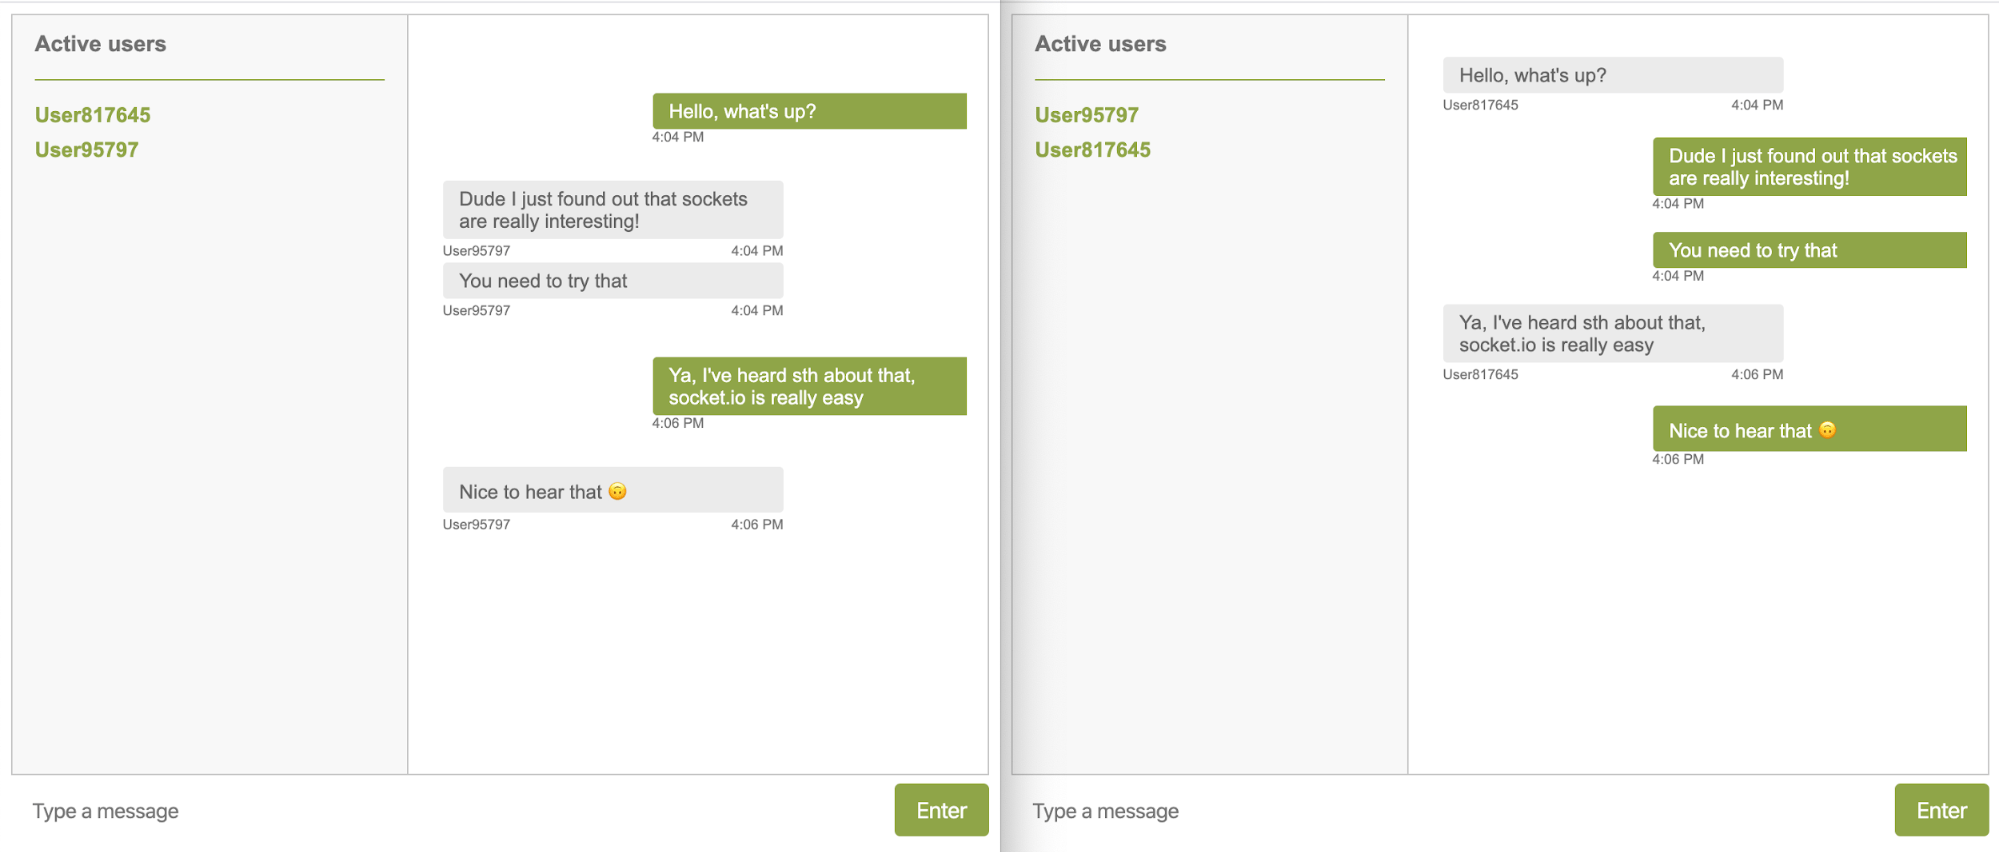 Active users
User817645
User95797
Hello, what's up?
4:04 PM
Dude I just found out that sockets
are really interesting!
User95797 4:04 PM
You need to try that
User95797 4:04 PM
Ya, I've heard sth about that,
socket.io is really easy
4:06 PM
Nice to hear that 🙃
User95797 4:06 PM
Type a message
Enter
Active users
User95797
User817645
Hello, what's up?
User817645 4:04 PM
Dude I just found out that sockets
are really interesting!
4:04 PM
You need to try that
4:04 PM
Ya, I've heard sth about that,
socket.io is really easy
User817645 4:06 PM
Nice to hear that 🙃
4:06 PM
Type a message
Enter